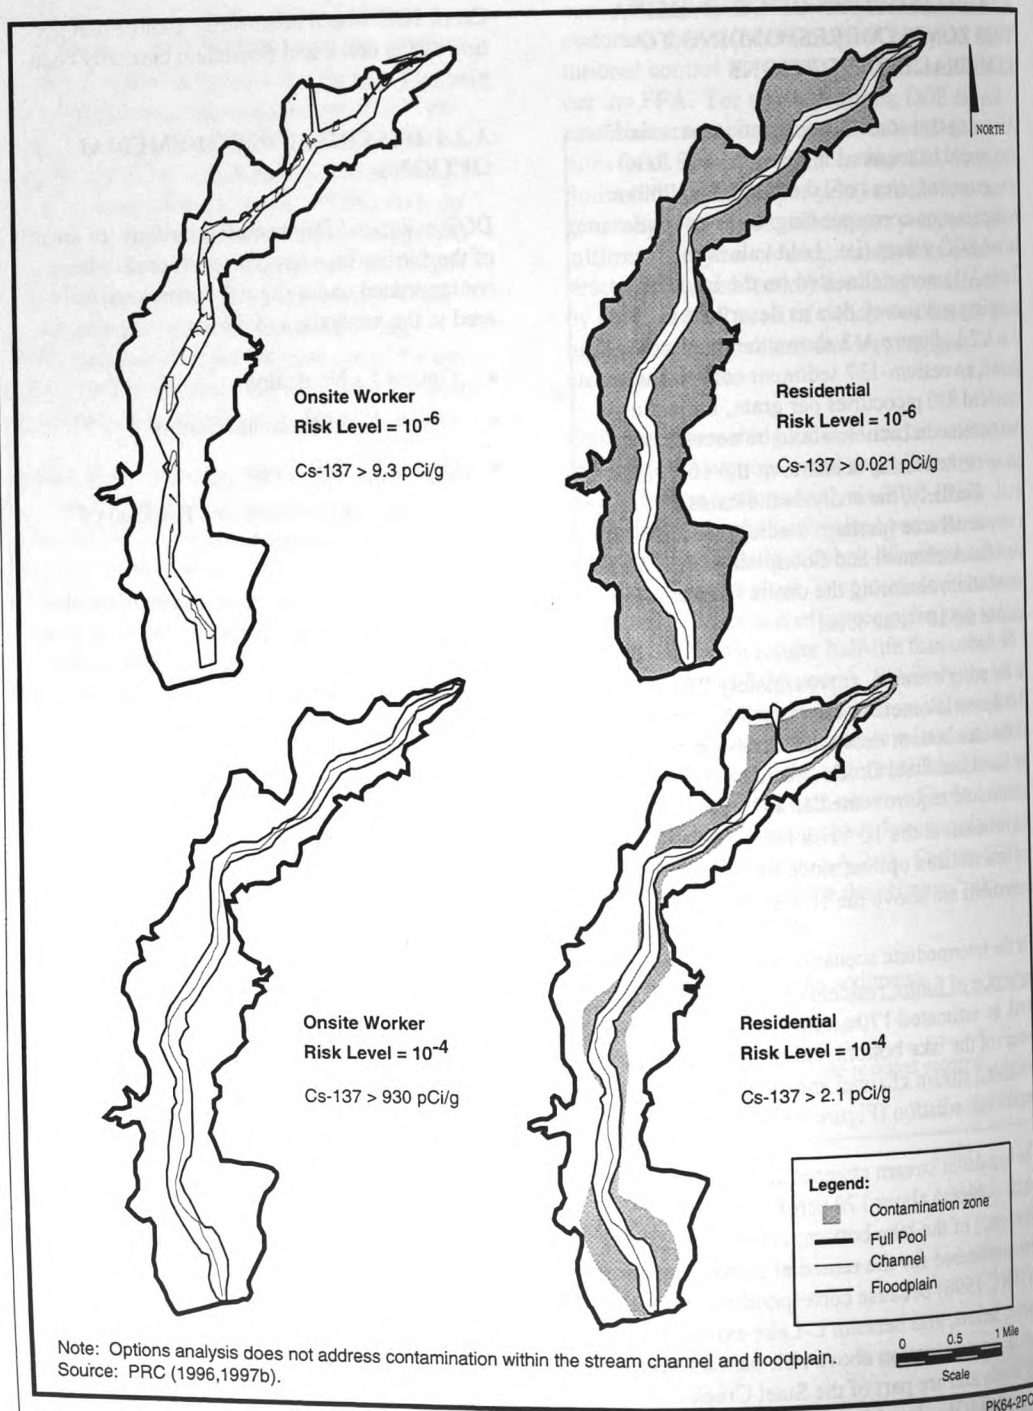 NORTH
Onsite Worker
Risk Level = 10⁻⁶
Cs-137 > 9.3 pCi/g
Residential
Risk Level = 10⁻⁶
Cs-137 > 0.021 pCi/g
Onsite Worker
Risk Level = 10⁻⁴
Cs-137 > 930 pCi/g
Residential
Risk Level = 10⁻⁴
Cs-137 > 2.1 pCi/g
Legend:
Contamination zone
Full Pool
Channel
Floodplain
0 0.5 1 Mile
Scale
Note: Options analysis does not address contamination within the stream channel and floodplain.
Source: PRC (1996,1997b).
PK64-2PC